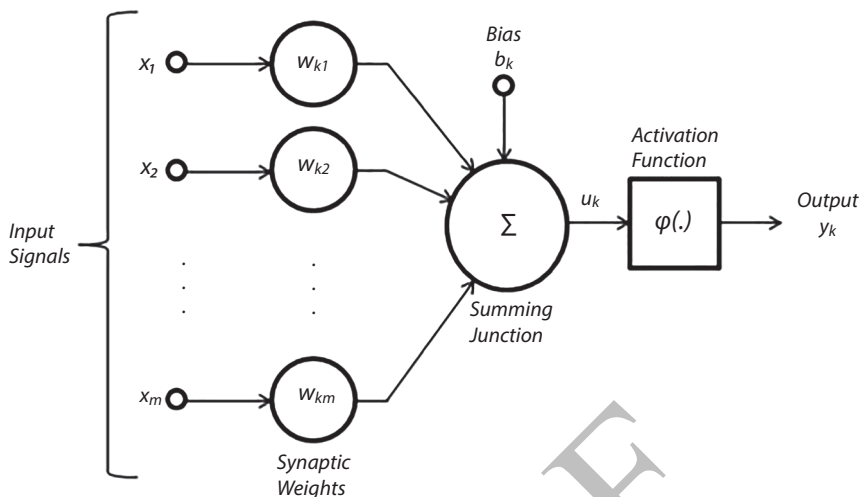 Input
Signals
x1
x2
xm
wk1
wk2
wkm
Synaptic
Weights
Bias
bk
Σ
Summing
Junction
uk
Activation
Function
φ(.)
Output
yk